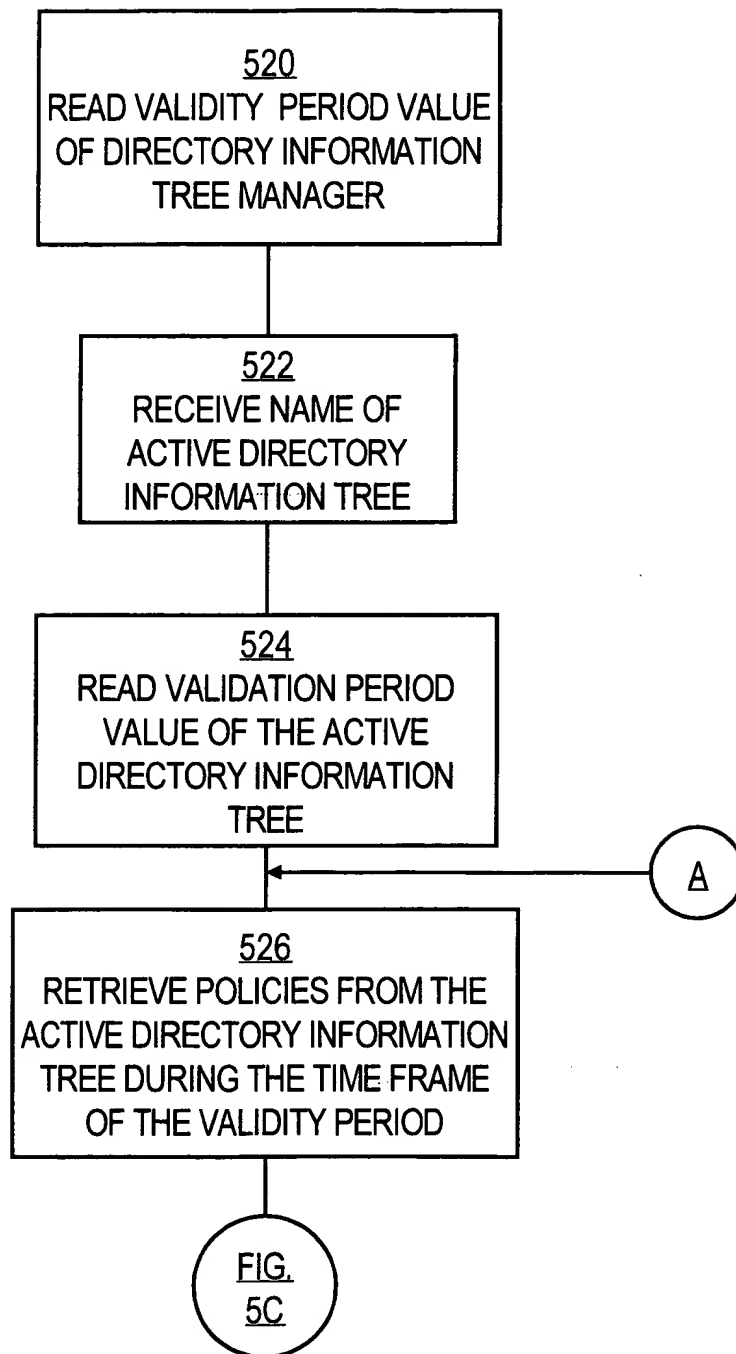 520
READ VALIDITY PERIOD VALUE
OF DIRECTORY INFORMATION
TREE MANAGER
522
RECEIVE NAME OF
ACTIVE DIRECTORY
INFORMATION TREE
524
READ VALIDATION PERIOD
VALUE OF THE ACTIVE
DIRECTORY INFORMATION
TREE
A
526
RETRIEVE POLICIES FROM THE
ACTIVE DIRECTORY INFORMATION
TREE DURING THE TIME FRAME
OF THE VALIDITY PERIOD
FIG.
5C